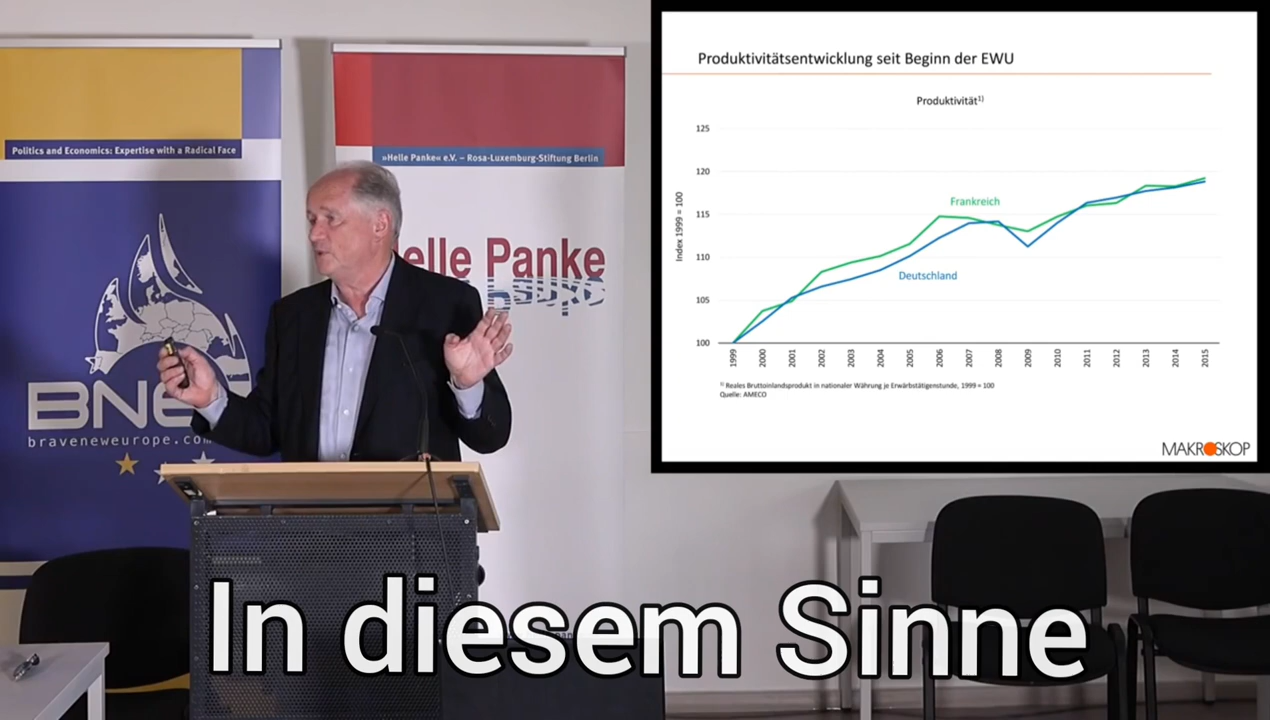 Politics and Economics: Expertise with a Radical Face
BNE
braveneweurope.com
»Helle Panke« e.V. – Rosa-Luxemburg-Stiftung Berlin
elle Panke
Produktivitätsentwicklung seit Beginn der EWU
Produktivität¹⁾
Index 1999 = 100
125
120
115
110
105
100
Frankreich
Deutschland
1999 2000 2001 2002 2003 2004 2005 2006 2007 2008 2009 2010 2011 2012 2013 2014 2015
¹⁾ Reales Bruttoinlandsprodukt in nationaler Währung je Erwärbstätigenstunde, 1999 = 100
Quelle: AMECO
MAKROSKOP
In diesem Sinne